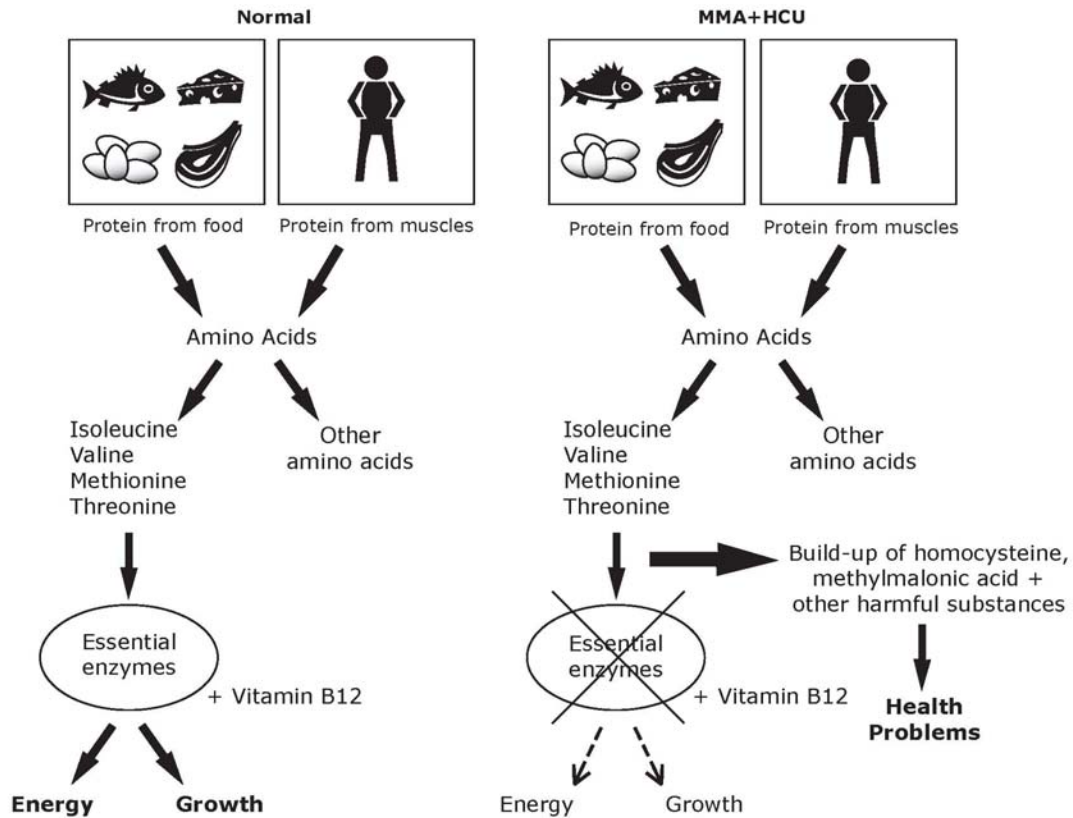 Normal
Protein from food
Protein from muscles
Amino Acids
Isoleucine
Valine
Methionine
Threonine
Other
amino acids
Essential
enzymes
+ Vitamin B12
Energy
Growth
MMA+HCU
Protein from food
Protein from muscles
Amino Acids
Isoleucine
Valine
Methionine
Threonine
Other
amino acids
Build-up of homocysteine,
methylmalonic acid +
other harmful substances
Essential
enzymes
+ Vitamin B12
Health
Problems
Energy
Growth